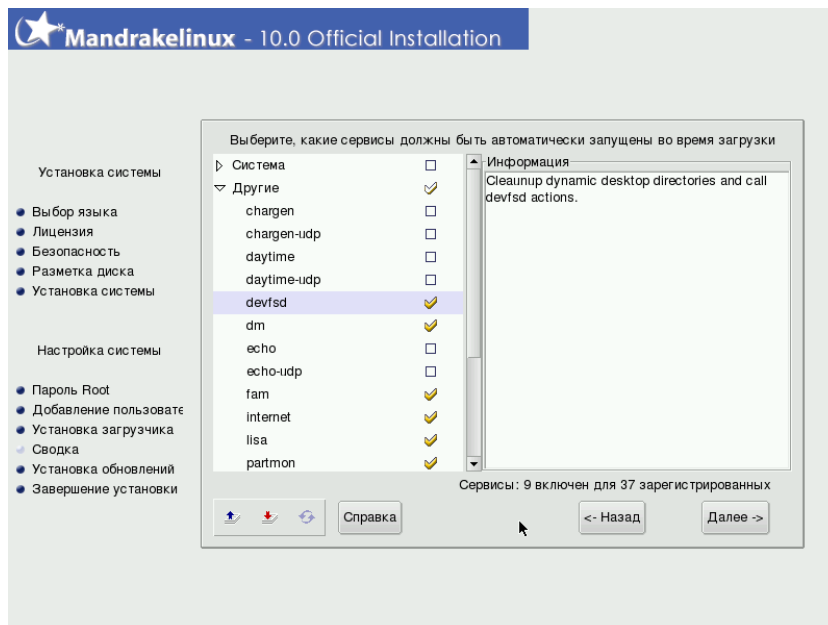 Mandrakelinux - 10.0 Official Installation
Установка системы
Выбор языка
Лицензия
Безопасность
Разметка диска
Установка системы
Настройка системы
Пароль Root
Добавление пользовате
Установка загрузчика
Сводка
Установка обновлений
Завершение установки
Выберите, какие сервисы должны быть автоматически запущены во время загрузки
Система
Другие
chargen
chargen-udp
daytime
daytime-udp
devfsd
dm
echo
echo-udp
fam
internet
lisa
partmon
Информация
Cleaunup dynamic desktop directories and call
devfsd actions.
Сервисы: 9 включен для 37 зарегистрированных
Справка
<- Назад
Далее ->